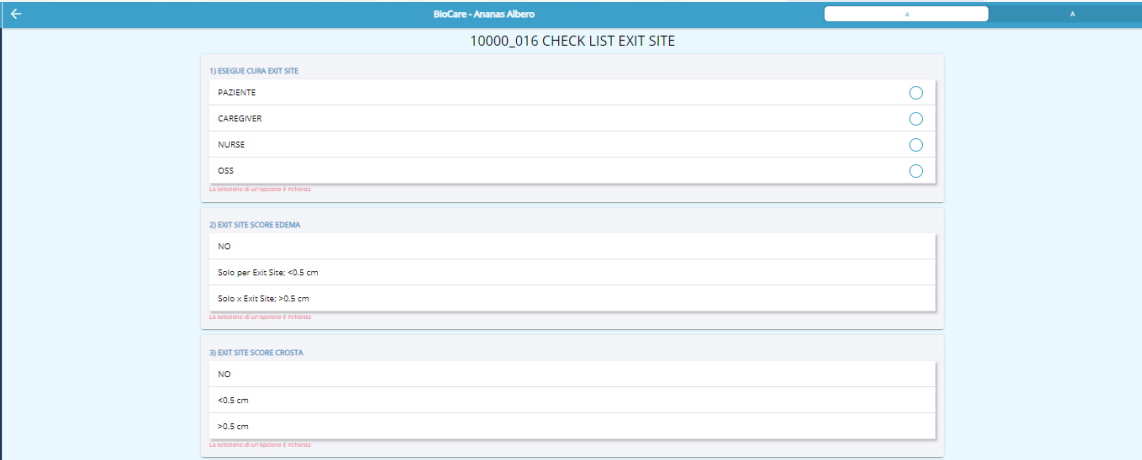 BioCare - Ananas Albero
a
A
10000_016 CHECK LIST EXIT SITE
1) ESEGUE CURA EXIT SITE
PAZIENTE
CAREGIVER
NURSE
OSS
La selezione di un'opzione è richiesta
2) EXIT SITE SCORE EDEMA
NO
Solo per Exit Site; <0.5 cm
Solo x Exit Site; >0.5 cm
La selezione di un'opzione è richiesta
3) EXIT SITE SCORE CROSTA
NO
<0.5 cm
>0.5 cm
La selezione di un'opzione è richiesta